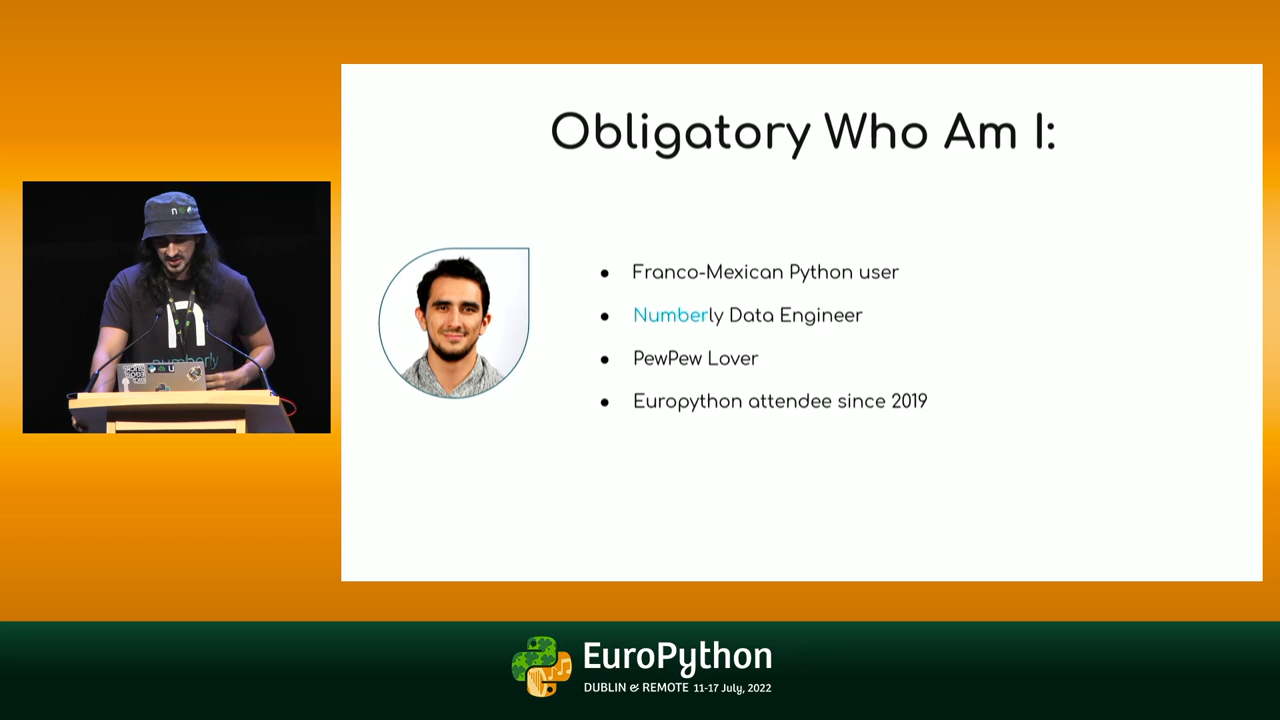 Obligatory Who Am I:
Franco-Mexican Python user
Numberly Data Engineer
PewPew Lover
Europython attendee since 2019
n
numberly
EuroPython
DUBLIN & REMOTE 11-17 July, 2022